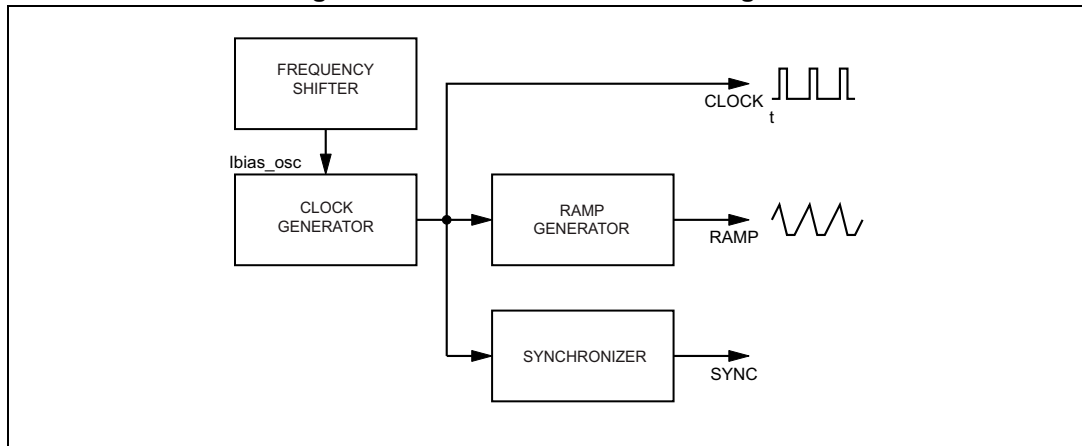 FREQUENCY
SHIFTER
CLOCK
t
Ibias_osc
CLOCK
GENERATOR
RAMP
GENERATOR
RAMP
SYNCHRONIZER
SYNC